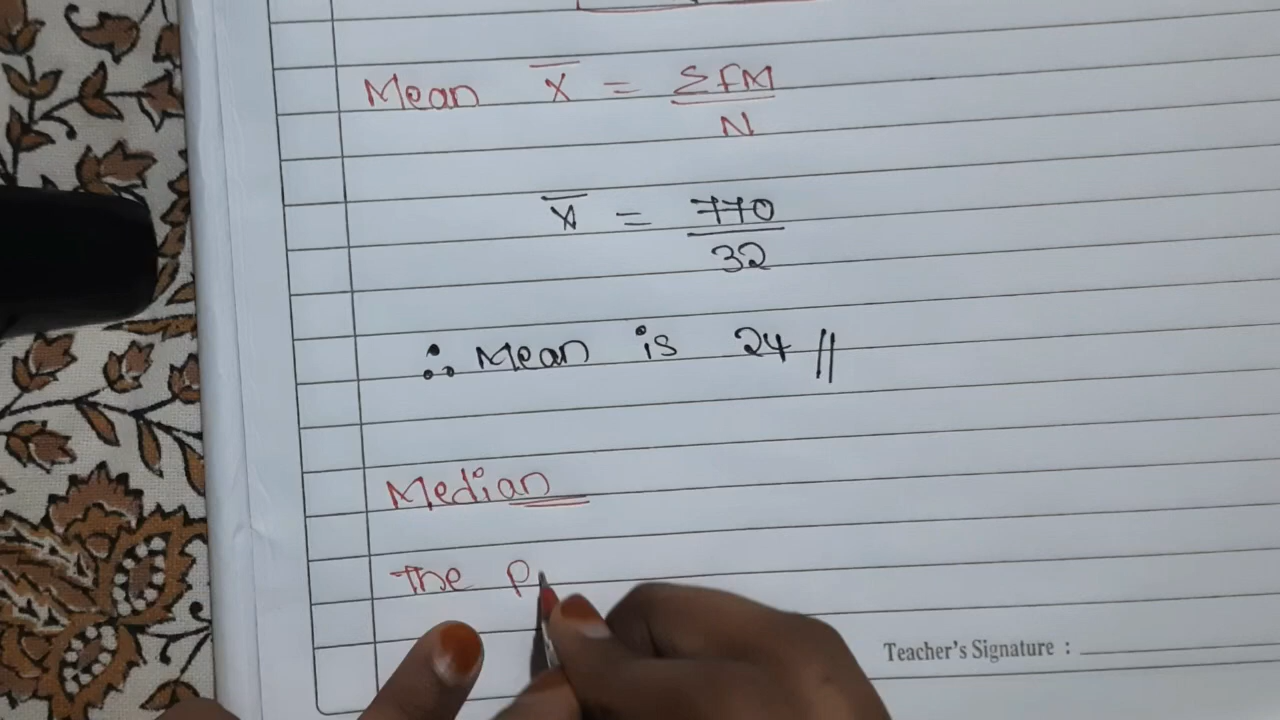 Mean X̅ = ΣfM
N
X̅ = 770
32
∴ Mean is 24 //
Median
The P
Teacher's Signature :